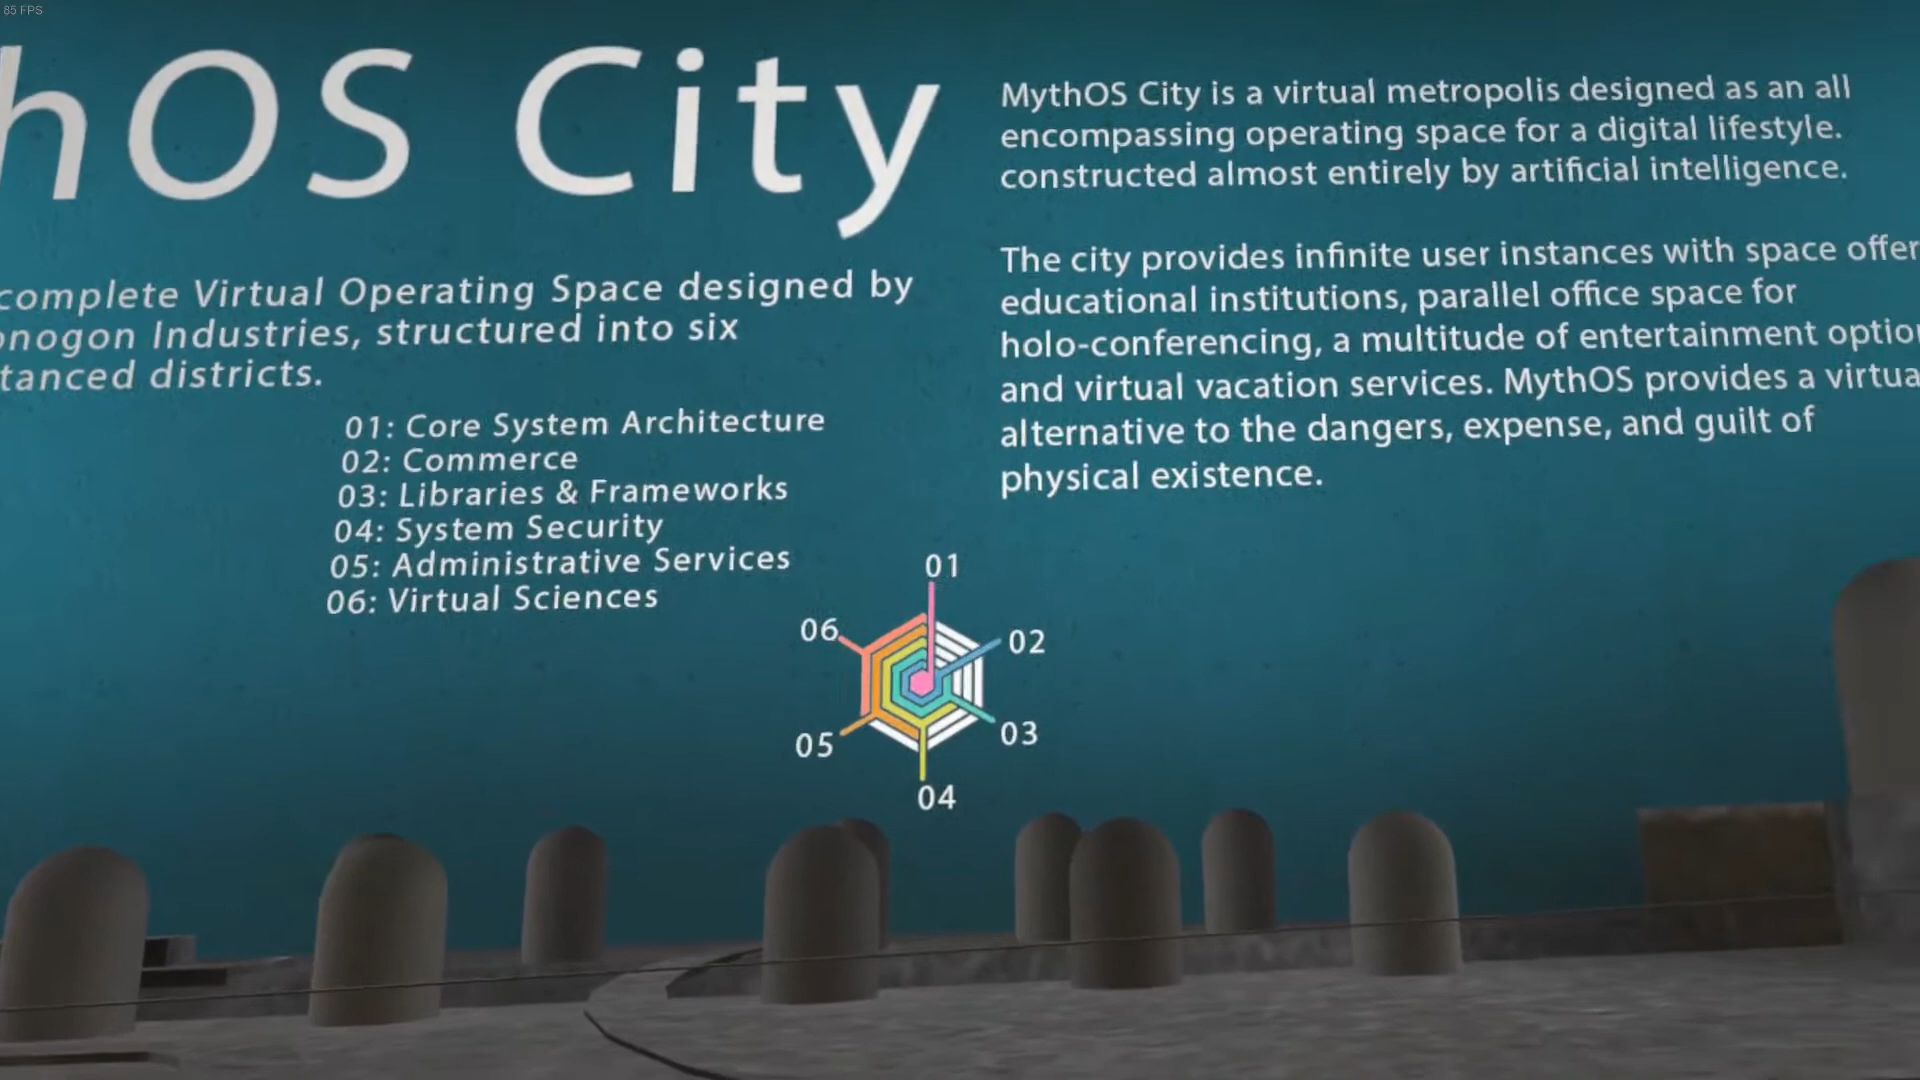 85 FPS
hOS City
complete Virtual Operating Space designed by
nogon Industries, structured into six
tanced districts.
01: Core System Architecture
02: Commerce
03: Libraries & Frameworks
04: System Security
05: Administrative Services
06: Virtual Sciences
MythOS City is a virtual metropolis designed as an all
encompassing operating space for a digital lifestyle.
constructed almost entirely by artificial intelligence.
The city provides infinite user instances with space offer
educational institutions, parallel office space for
holo-conferencing, a multitude of entertainment optio
and virtual vacation services. MythOS provides a virtua
alternative to the dangers, expense, and guilt of
physical existence.
01
06
02
05
03
04